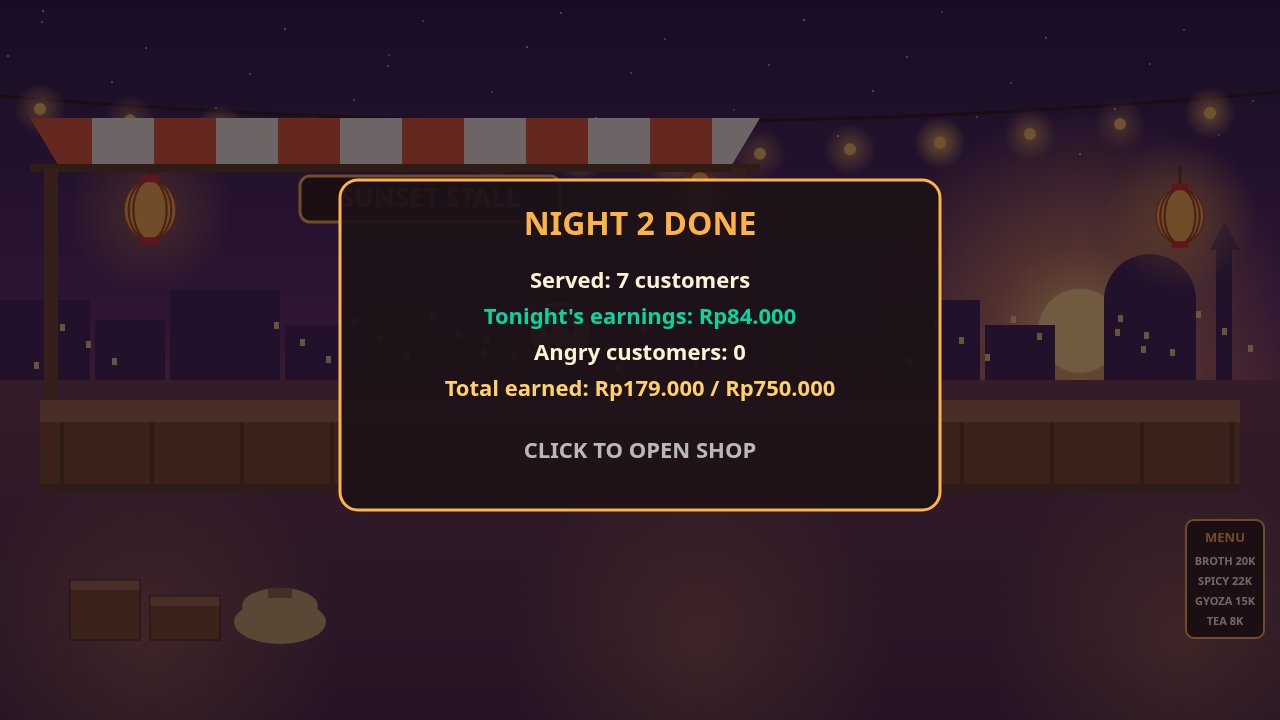 SUNSET STALL
NIGHT 2 DONE
Served: 7 customers
Tonight's earnings: Rp84.000
Angry customers: 0
Total earned: Rp179.000 / Rp750.000
CLICK TO OPEN SHOP
MENU
BROTH 20K
SPICY 22K
GYOZA 15K
TEA 8K